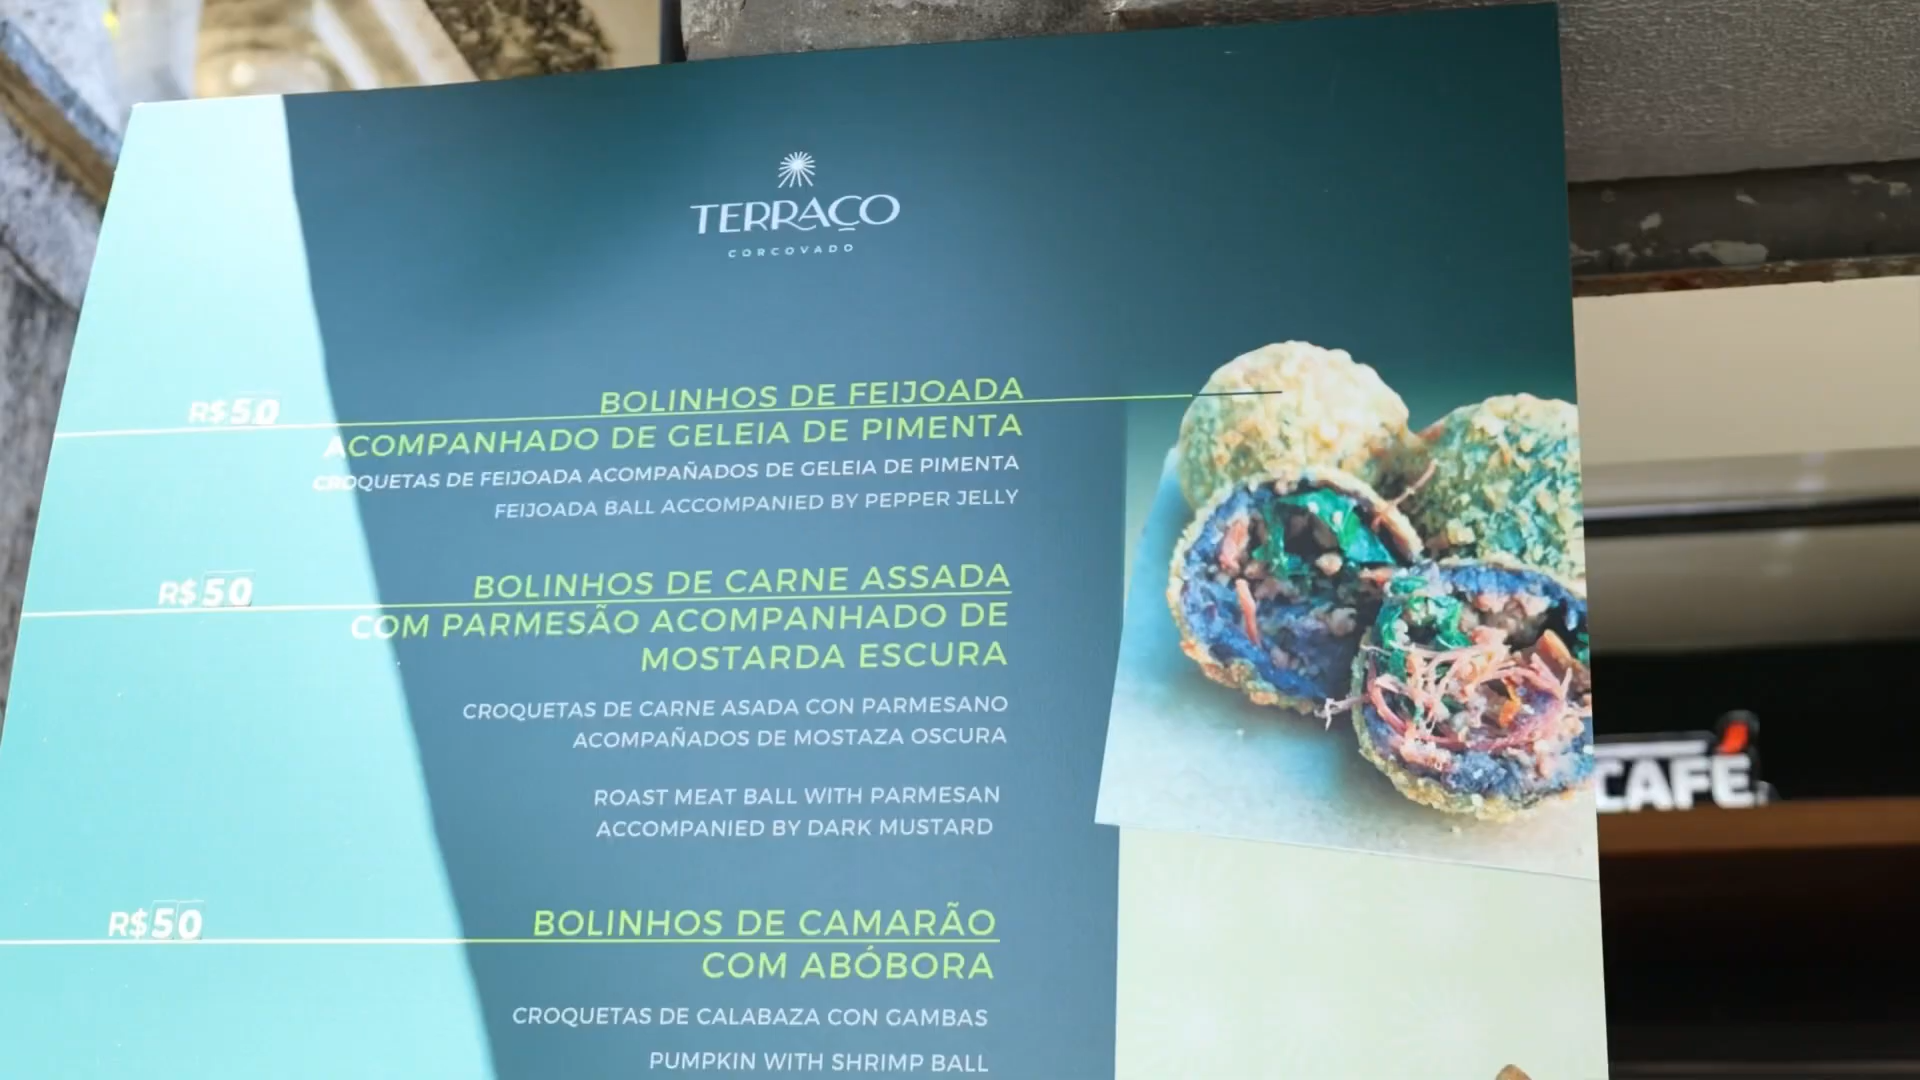 TERRAÇO
CORCOVADO
R$50
BOLINHOS DE FEIJOADA
ACOMPANHADO DE GELEIA DE PIMENTA
CROQUETAS DE FEIJOADA ACOMPAÑADOS DE GELEIA DE PIMENTA
FEIJOADA BALL ACCOMPANIED BY PEPPER JELLY
R$50
BOLINHOS DE CARNE ASSADA
COM PARMESÃO ACOMPANHADO DE
MOSTARDA ESCURA
CROQUETAS DE CARNE ASADA CON PARMESANO
ACOMPAÑADOS DE MOSTAZA OSCURA
ROAST MEAT BALL WITH PARMESAN
ACCOMPANIED BY DARK MUSTARD
R$50
BOLINHOS DE CAMARÃO
COM ABÓBORA
CROQUETAS DE CALABAZA CON GAMBAS
PUMPKIN WITH SHRIMP BALL
CAFE